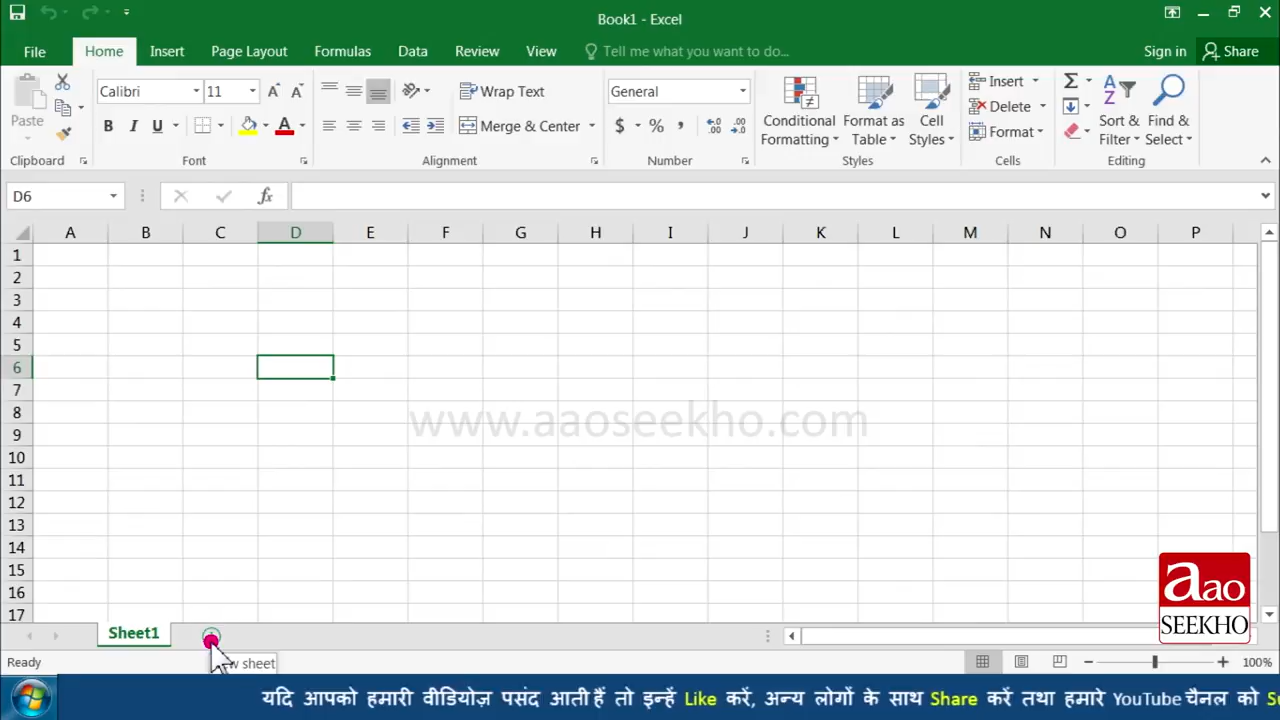 Book1 - Excel
File Home Insert Page Layout Formulas Data Review View Tell me what you want to do... Sign in Share
Paste
Calibri 11
B I U
Wrap Text
Merge & Center
General
$ % ,
Conditional Formatting
Format as Table
Cell Styles
Insert
Delete
Format
Sort & Filter
Find & Select
Clipboard Font Alignment Number Styles Cells Editing
D6 fx
A B C D E F G H I J K L M N O P
1
2
3
4
5
6
7
8
9
10
11
12
13
14
15
16
17
www.aaoseekho.com
aao
SEEKHO
Sheet1
sheet
Ready 100%
यदि आपको हमारी वीडियोज़ पसंद आती हैं तो इन्हें Like करें, अन्य लोगों के साथ Share करें तथा हमारे YouTube चैनल को